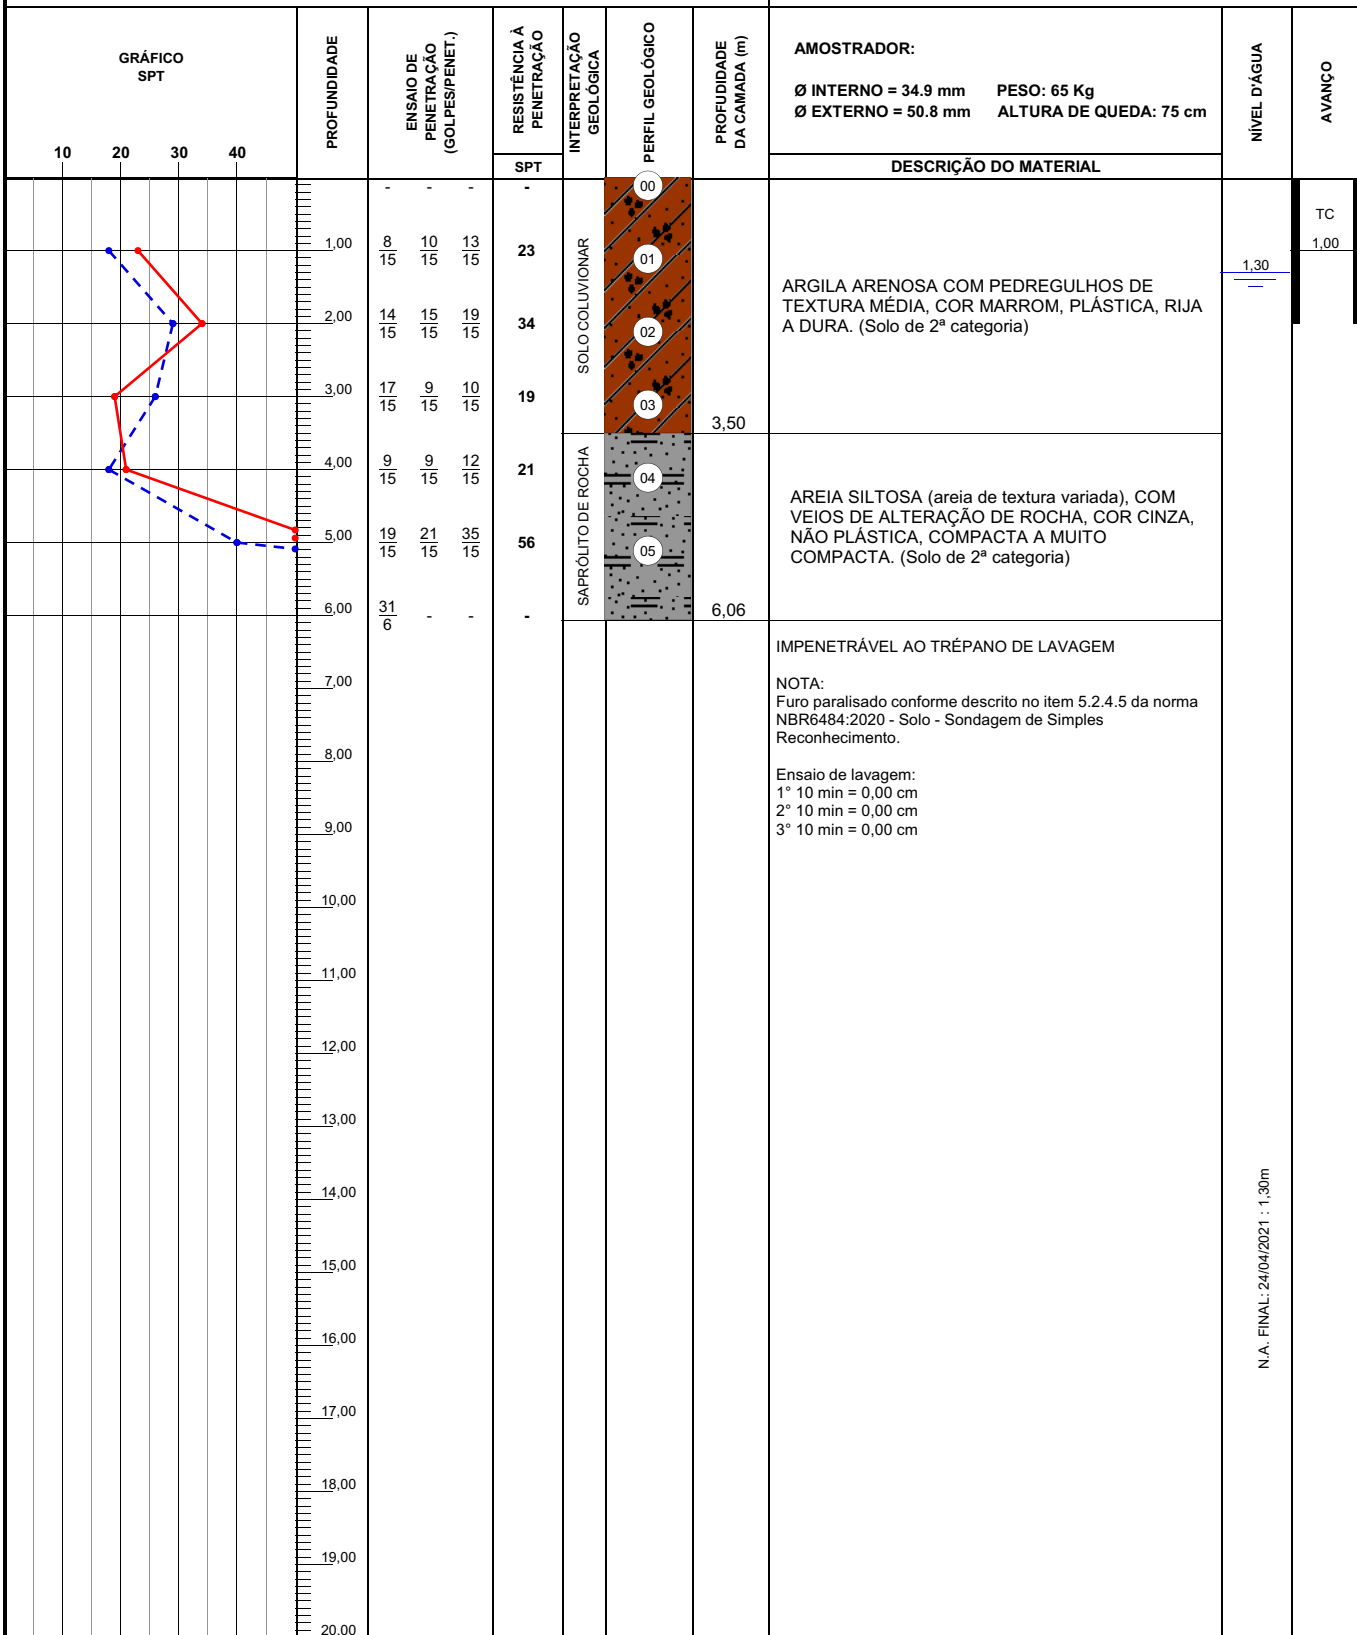 GRÁFICO
SPT
10 20 30 40
PROFUNDIDADE
ENSAIO DE
PENETRAÇÃO
(GOLPES/PENET.)
RESISTÊNCIA À
PENETRAÇÃO
SPT
INTERPRETAÇÃO
GEOLÓGICA
PERFIL GEOLÓGICO
PROFUDIDADE
DA CAMADA (m)
AMOSTRADOR:
Ø INTERNO = 34.9 mm PESO: 65 Kg
Ø EXTERNO = 50.8 mm ALTURA DE QUEDA: 75 cm
DESCRIÇÃO DO MATERIAL
NÍVEL D'ÁGUA
AVANÇO
- - - - 00
TC
1,00
1,00 8/15 10/15 13/15 23 01
1,30
2,00 14/15 15/15 19/15 34 02
3,00 17/15 9/15 10/15 19 03
3,50
SOLO COLUVIONAR
ARGILA ARENOSA COM PEDREGULHOS DE
TEXTURA MÉDIA, COR MARROM, PLÁSTICA, RIJA
A DURA. (Solo de 2ª categoria)
4,00 9/15 9/15 12/15 21 04
5,00 19/15 21/15 35/15 56 05
6,00 31/6 - - -
6,06
SAPRÓLITO DE ROCHA
AREIA SILTOSA (areia de textura variada), COM
VEIOS DE ALTERAÇÃO DE ROCHA, COR CINZA,
NÃO PLÁSTICA, COMPACTA A MUITO
COMPACTA. (Solo de 2ª categoria)
IMPENETRÁVEL AO TRÉPANO DE LAVAGEM
NOTA:
Furo paralisado conforme descrito no item 5.2.4.5 da norma
NBR6484:2020 - Solo - Sondagem de Simples
Reconhecimento.
Ensaio de lavagem:
1° 10 min = 0,00 cm
2° 10 min = 0,00 cm
3° 10 min = 0,00 cm
7,00
8,00
9,00
10,00
11,00
12,00
13,00
14,00
15,00
16,00
17,00
18,00
19,00
20.00
N.A. FINAL: 24/04/2021 : 1,30m